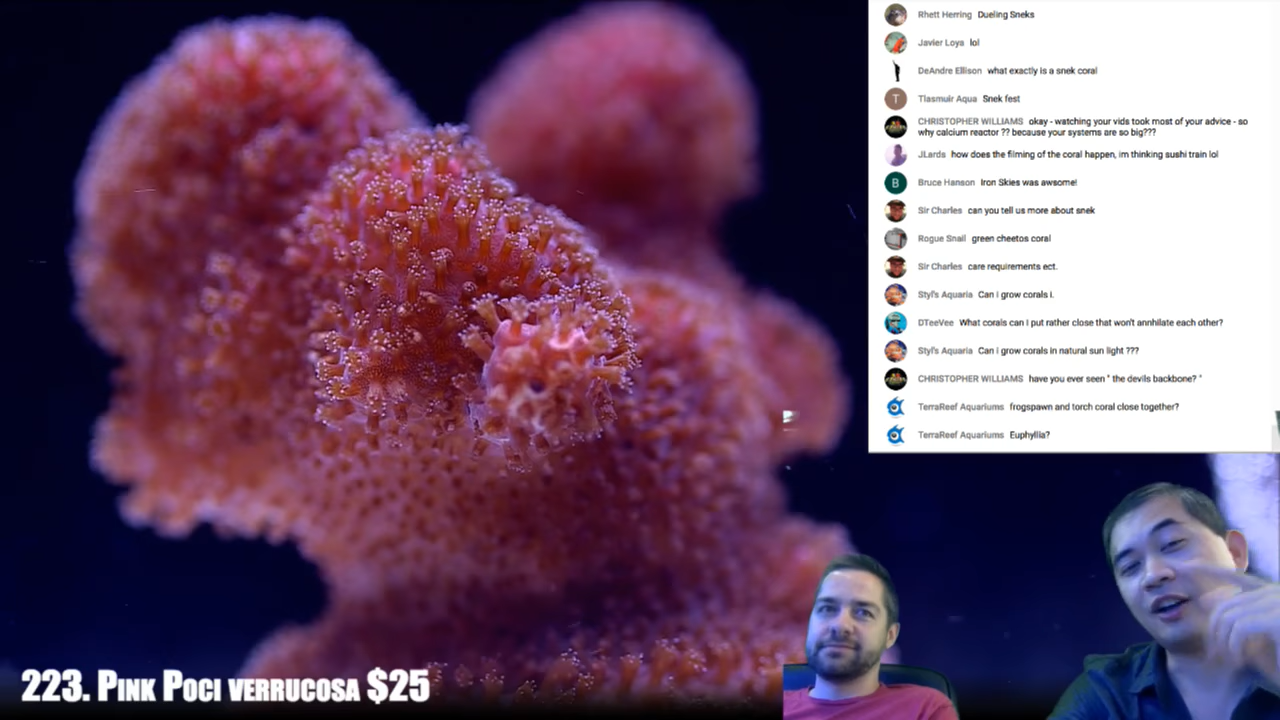 Rhett Herring Dueling Sneks
Javier Loya lol
DeAndre Ellison what exactly is a snek coral
T Tlasmuir Aqua Snek fest
CHRISTOPHER WILLIAMS okay - watching your vids took most of your advice - so
why calcium reactor ?? because your systems are so big???
JLards how does the filming of the coral happen, im thinking sushi train lol
B Bruce Hanson Iron Skies was awsome!
Sir Charles can you tell us more about snek
Rogue Snail green cheetos coral
Sir Charles care requirements ect.
Styl's Aquaria Can i grow corals i.
DTeeVee What corals can I put rather close that won't annhilate each other?
Styl's Aquaria Can i grow corals in natural sun light ???
CHRISTOPHER WILLIAMS have you ever seen " the devils backbone? "
TerraReef Aquariums frogspawn and torch coral close together?
TerraReef Aquariums Euphyllia?
223. Pink Poci verrucosa $25